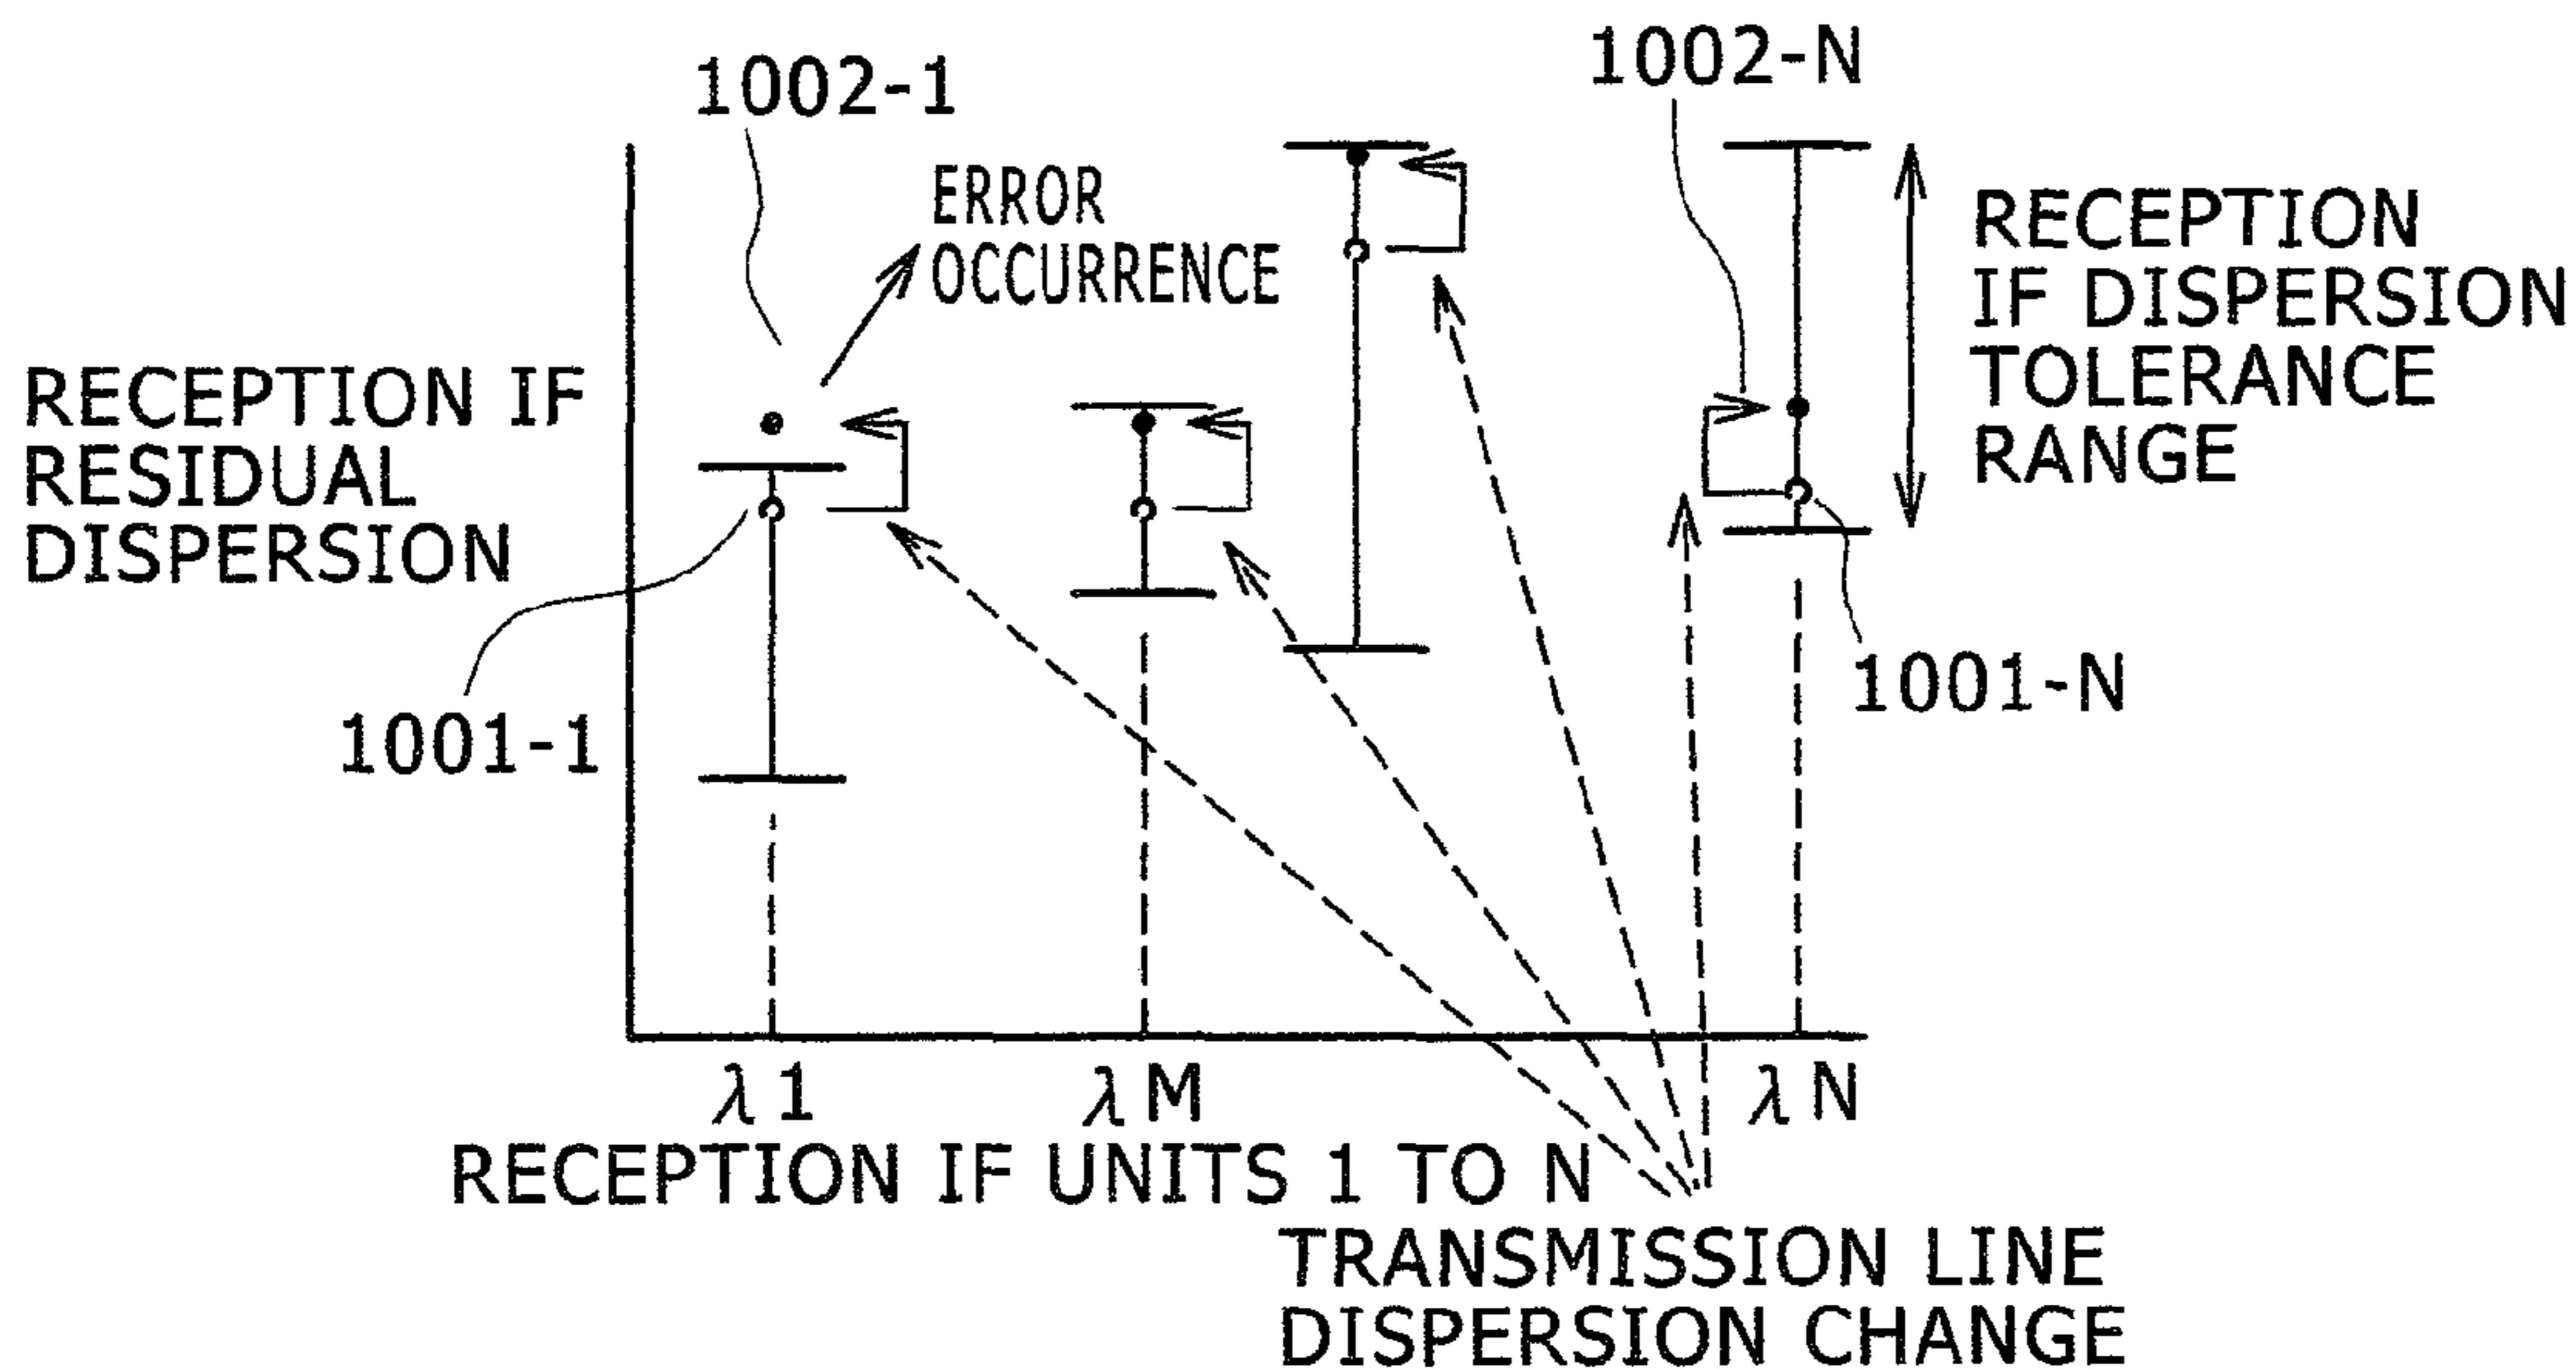 1002-1
1002-N
ERROR
OCCURRENCE
RECEPTION
IF DISPERSION
TOLERANCE
RANGE
RECEPTION IF
RESIDUAL
DISPERSION
1001-1
1001-N
λ1
λM
λN
RECEPTION IF UNITS 1 TO N
TRANSMISSION LINE
DISPERSION CHANGE